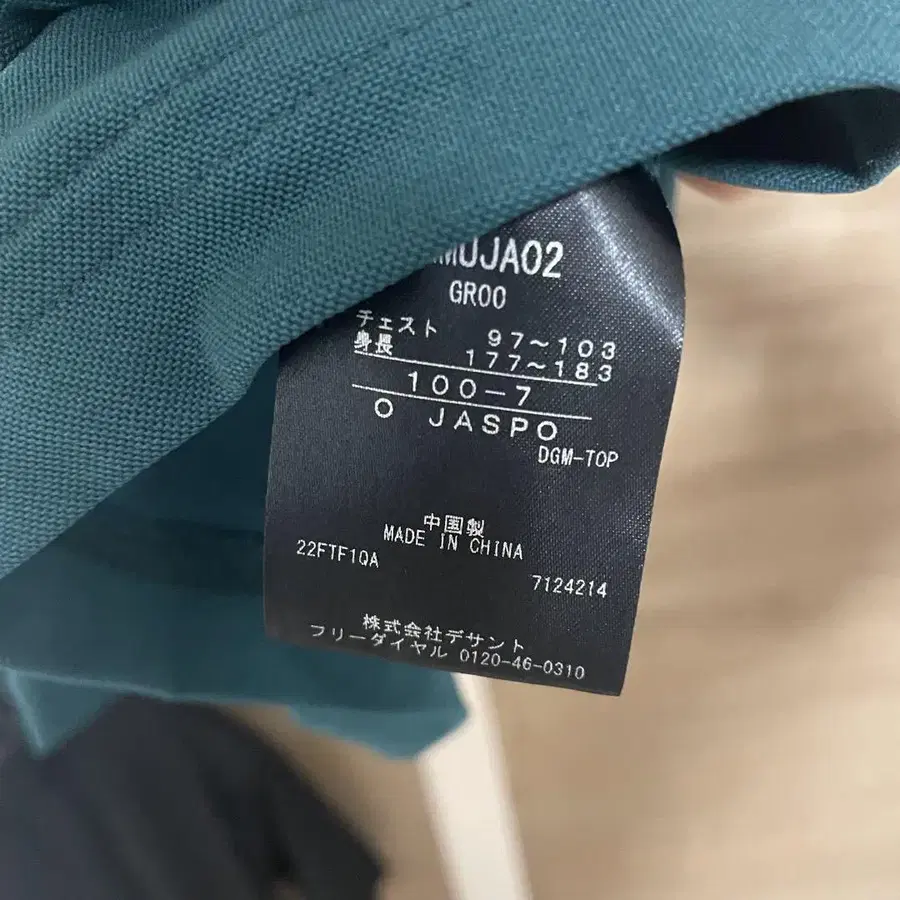 MUJA02
GR00
チェスト 97～103
身長 177～183
100-7
O JASPO
DGM-TOP
中国製
MADE IN CHINA
22FTF1QA
7124214
株式会社デサント
フリーダイヤル 0120-46-0310